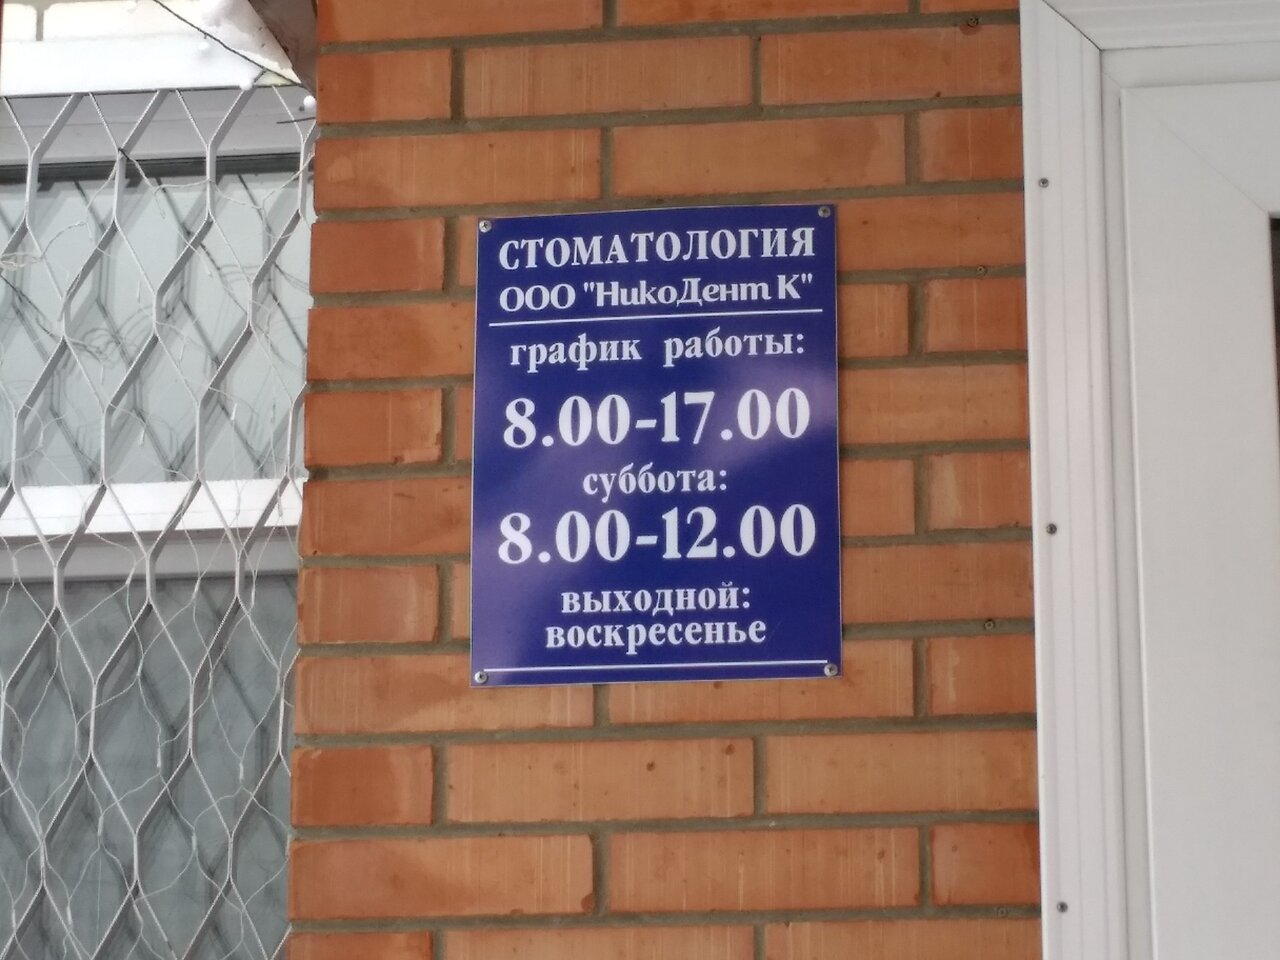 СТОМАТОЛОГИЯ
ООО "НикоДент К"
график работы:
8.00-17.00
суббота:
8.00-12.00
выходной:
воскресенье